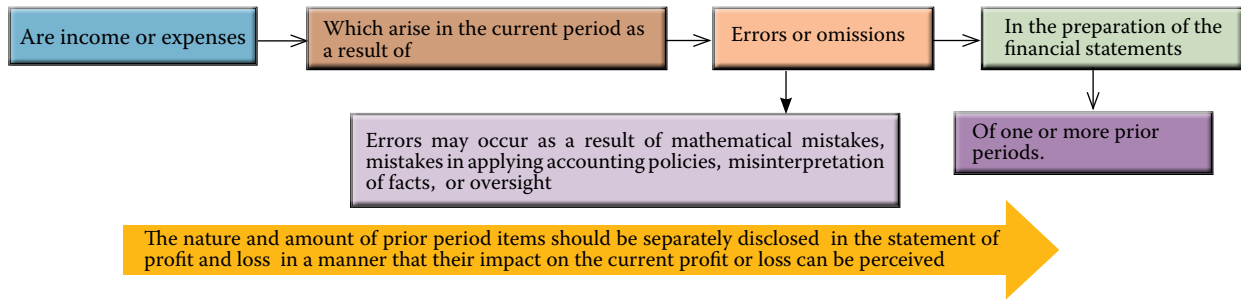 Are income or expenses
Which arise in the current period as
a result of
Errors or omissions
In the preparation of the
financial statements
Errors may occur as a result of mathematical mistakes,
mistakes in applying accounting policies, misinterpretation
of facts, or oversight
Of one or more prior
periods.
The nature and amount of prior period items should be separately disclosed in the statement of
profit and loss in a manner that their impact on the current profit or loss can be perceived